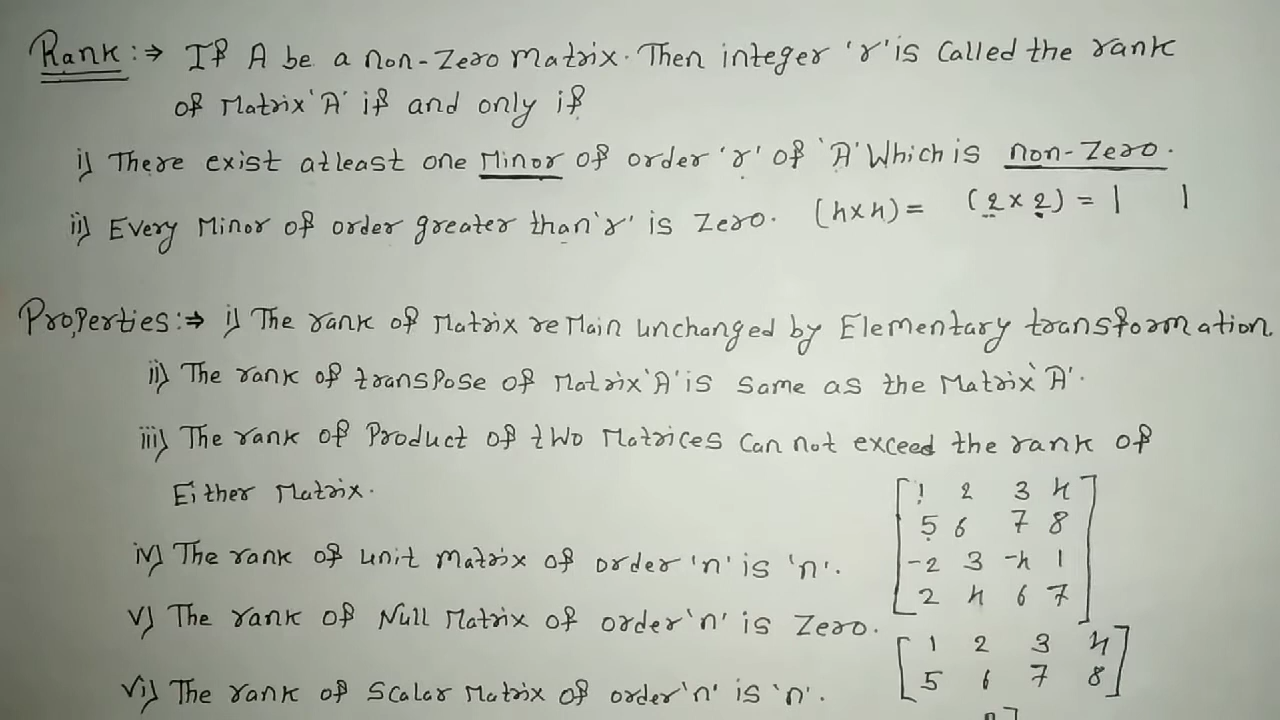 Rank :⇒ If A be a non-Zero Matrix. Then integer 'r' is Called the rank
of Matrix 'A' if and only if
i) There exist atleast one Minor of order 'r' of 'A' Which is non-Zero.
ii) Every Minor of order greater than 'r' is Zero. (4×4) = (2×2) = | |
Properties :⇒ i) The rank of Matrix remain unchanged by Elementary transformation.
ii) The rank of transpose of Matrix 'A' is same as the Matrix 'A'.
iii) The rank of Product of two Matrices Can not exceed the rank of
Either Matrix.
iv) The rank of unit matrix of order 'n' is 'n'.
v) The rank of Null Matrix of order 'n' is Zero.
vi) The rank of Scalar Matrix of order 'n' is 'n'.
1 2 3 4
5 6 7 8
-2 3 -4 1
2 4 6 7
1 2 3 4
5 6 7 8